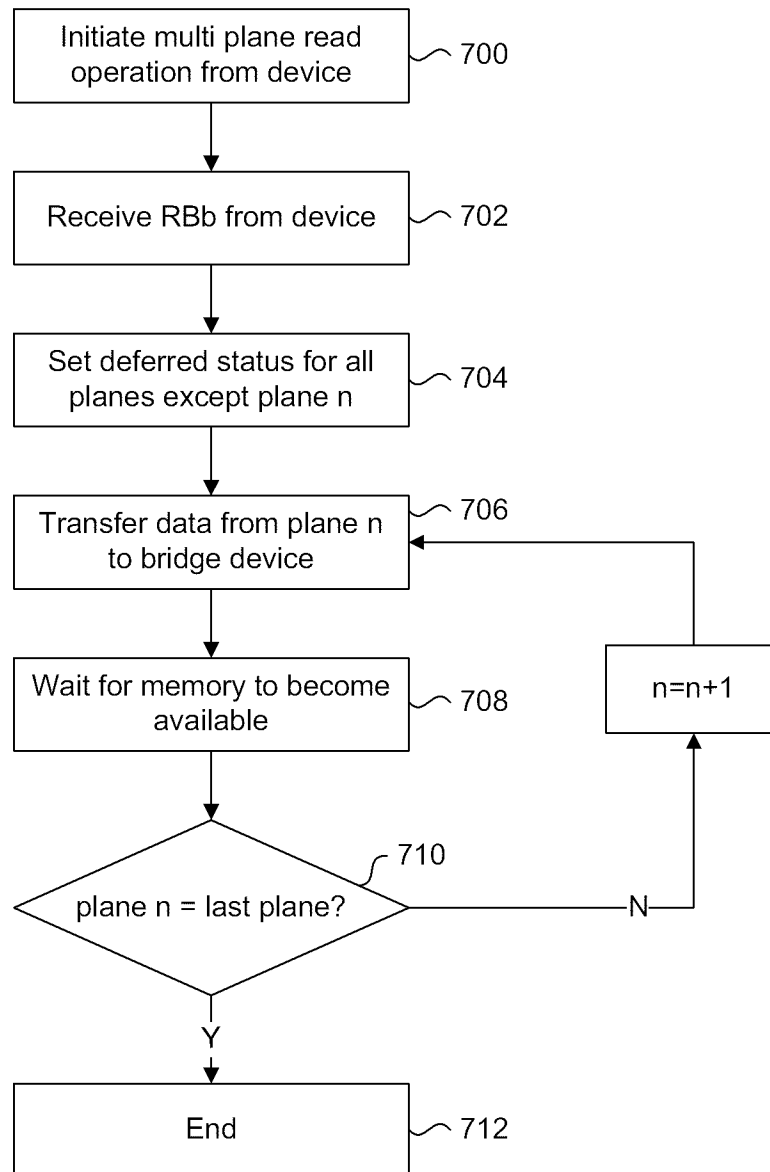 Initiate multi plane read
operation from device
700
Receive RBb from device
702
Set deferred status for all
planes except plane n
704
Transfer data from plane n
to bridge device
706
Wait for memory to become
available
708
n=n+1
710
plane n = last plane?
N
Y
End
712